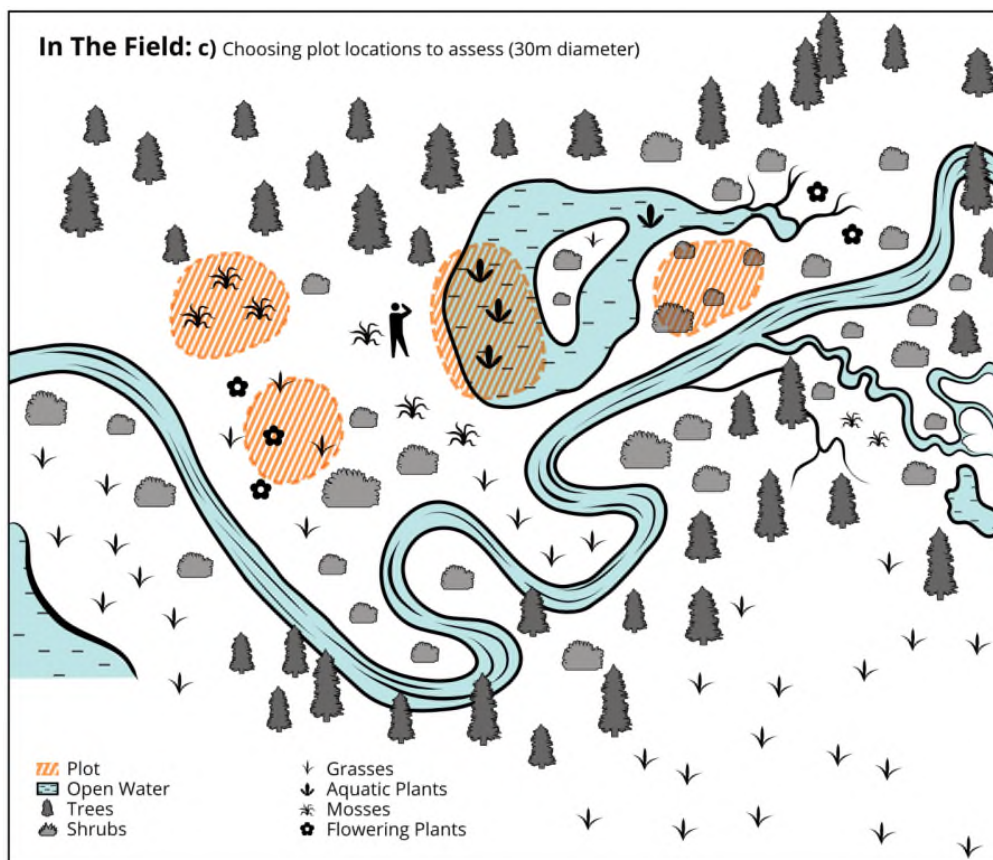 In The Field: c) Choosing plot locations to assess (30m diameter)
Plot
Open Water
Trees
Shrubs
Grasses
Aquatic Plants
Mosses
Flowering Plants